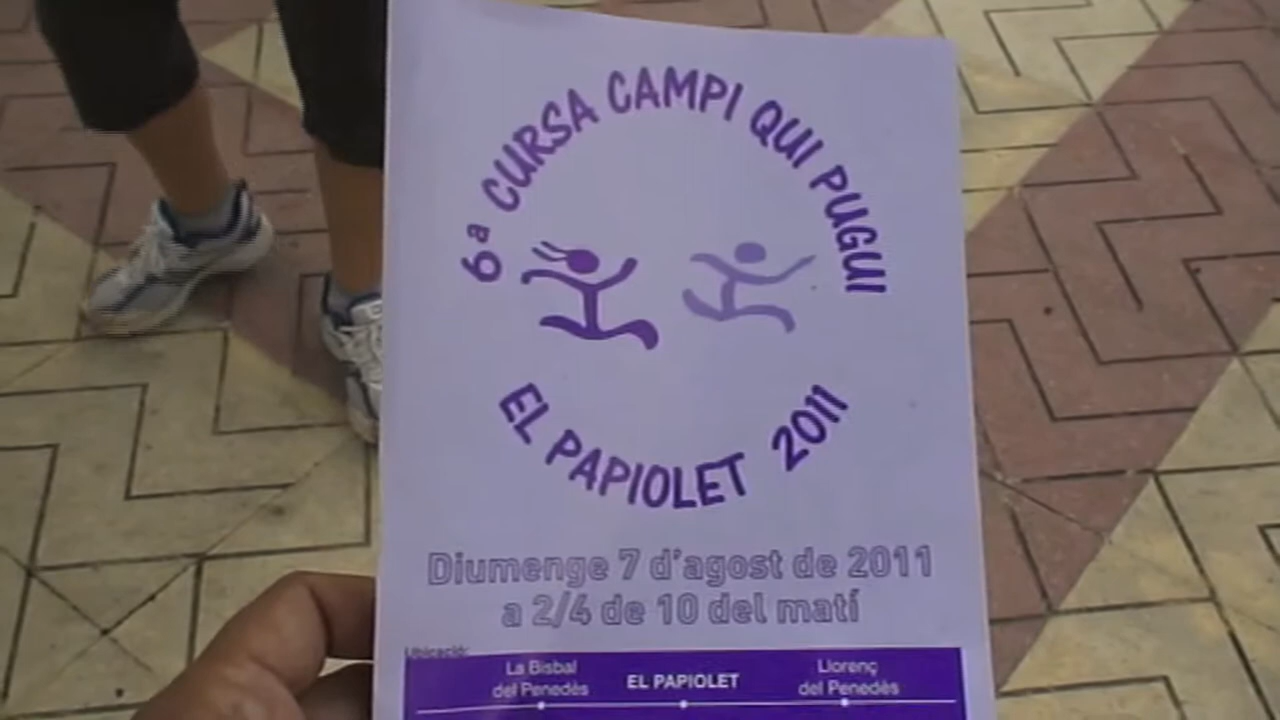 6ª CURSA CAMPI QUI PUGUI
EL PAPIOLET 2011
Diumenge 7 d'agost de 2011
a 2/4 de 10 del matí
Ubicació:
La Bisbal
del Penedès
EL PAPIOLET
Llorenç
del Penedès